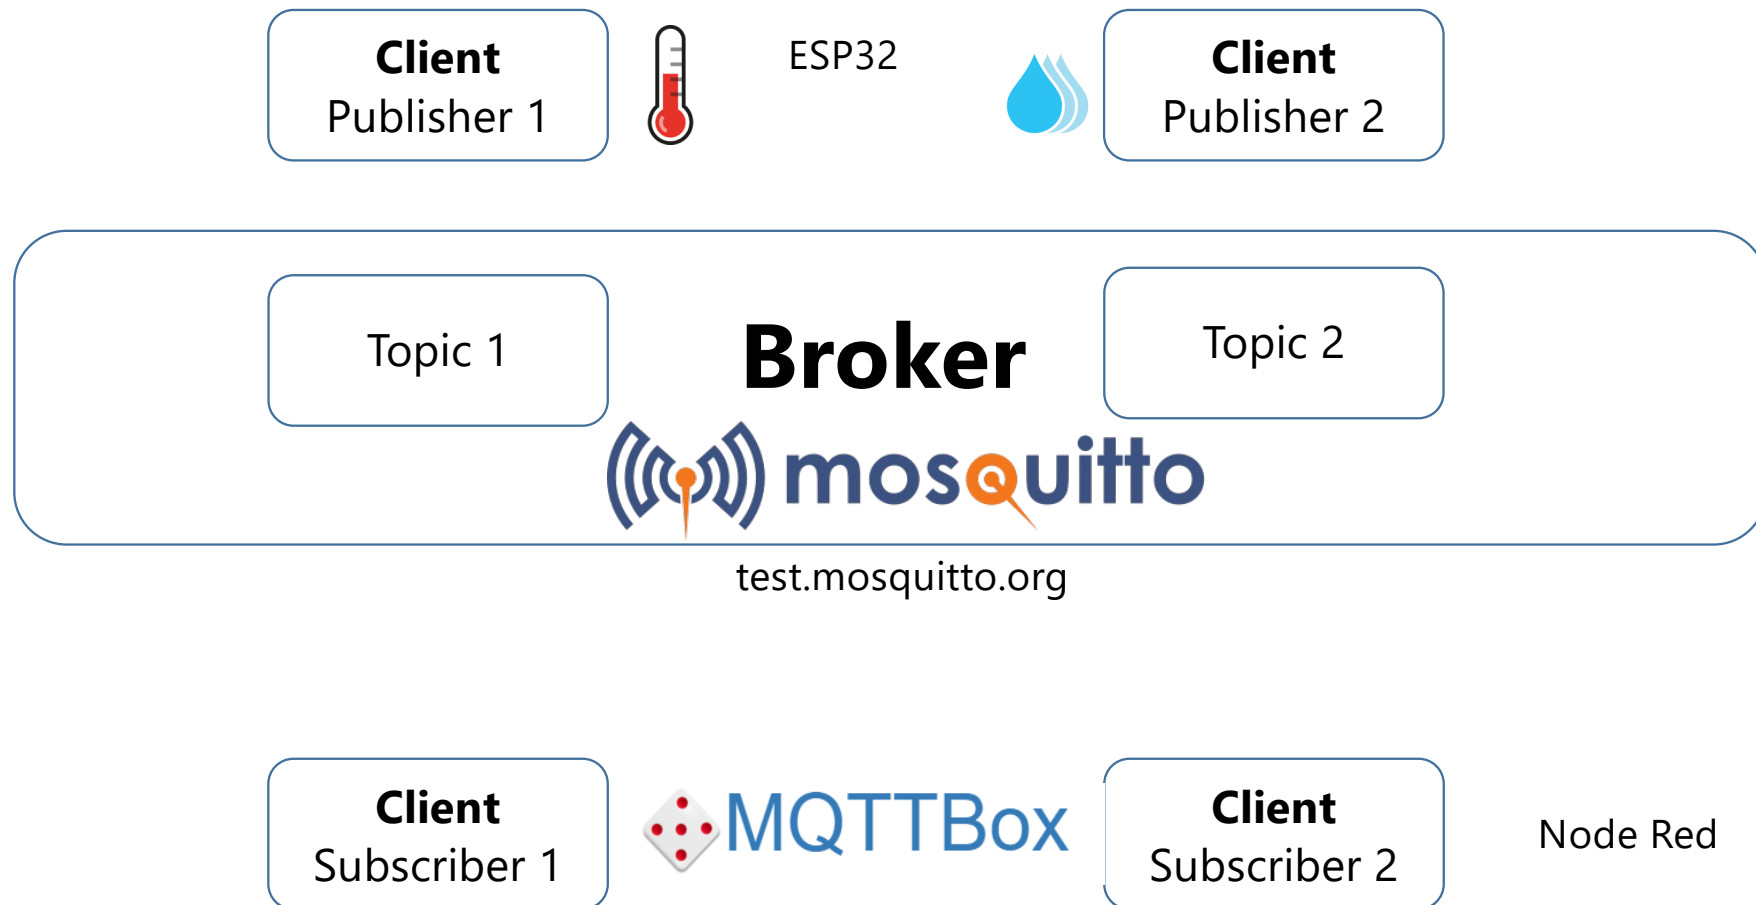 Client
Publisher 1
ESP32
Client
Publisher 2
Topic 1
Broker
Topic 2
mosquitto
test.mosquitto.org
Client
Subscriber 1
MQTTBox
Client
Subscriber 2
Node Red